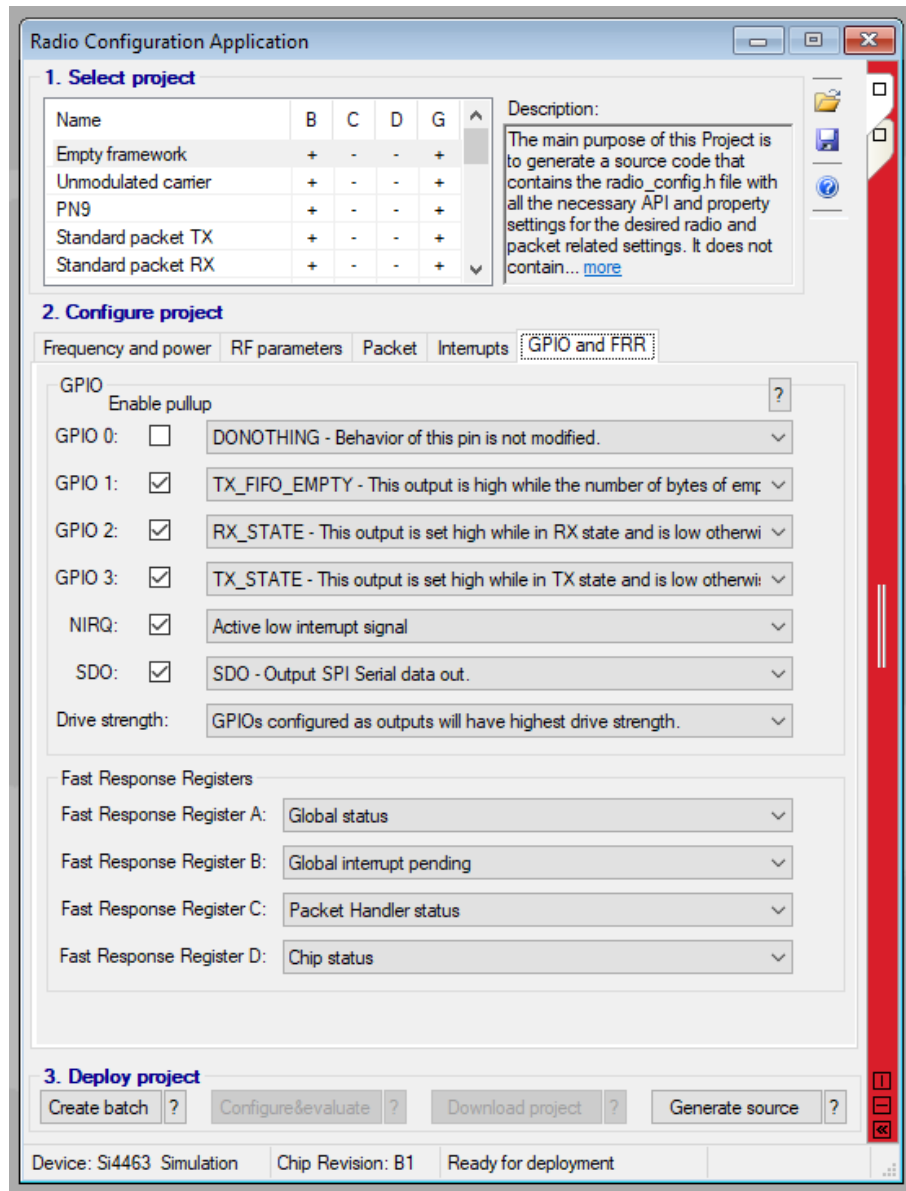 Radio Configuration Application
1. Select project
Name B C D G
Empty framework + - - +
Unmodulated carrier + - - +
PN9 + - - +
Standard packet TX + - - +
Standard packet RX + - - +
Description:
The main purpose of this Project is
to generate a source code that
contains the radio_config.h file with
all the necessary API and property
settings for the desired radio and
packet related settings. It does not
contain... more
2. Configure project
Frequency and power RF parameters Packet Interrupts GPIO and FRR
GPIO
?
Enable pullup
GPIO 0: DONOTHING - Behavior of this pin is not modified.
GPIO 1: TX_FIFO_EMPTY - This output is high while the number of bytes of emp
GPIO 2: RX_STATE - This output is set high while in RX state and is low otherwi
GPIO 3: TX_STATE - This output is set high while in TX state and is low otherwi
NIRQ: Active low interrupt signal
SDO: SDO - Output SPI Serial data out.
Drive strength: GPIOs configured as outputs will have highest drive strength.
Fast Response Registers
Fast Response Register A: Global status
Fast Response Register B: Global interrupt pending
Fast Response Register C: Packet Handler status
Fast Response Register D: Chip status
3. Deploy project
Create batch ? Configure&evaluate ? Download project ? Generate source ?
Device: Si4463 Simulation Chip Revision: B1 Ready for deployment